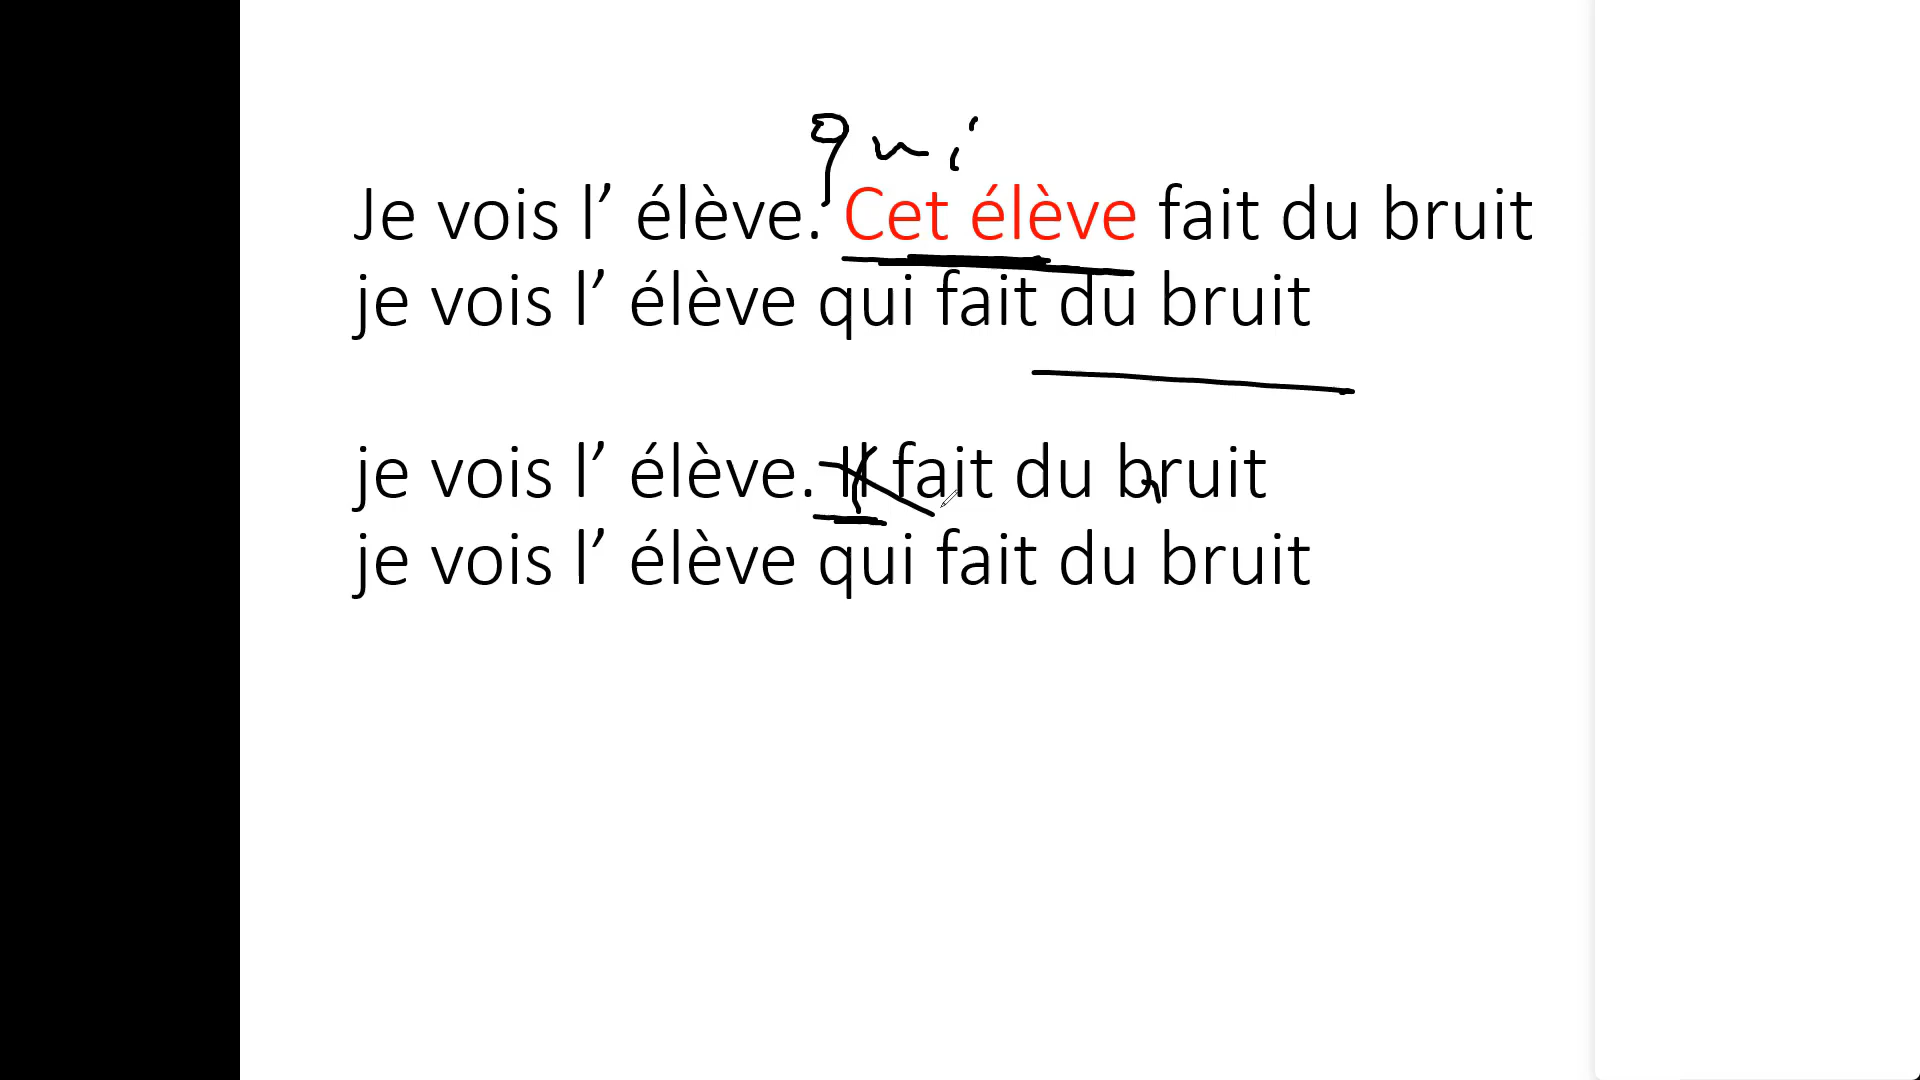 qui
Je vois l’ élève. Cet élève fait du bruit
je vois l’ élève qui fait du bruit
je vois l’ élève. Il fait du bruit
je vois l’ élève qui fait du bruit